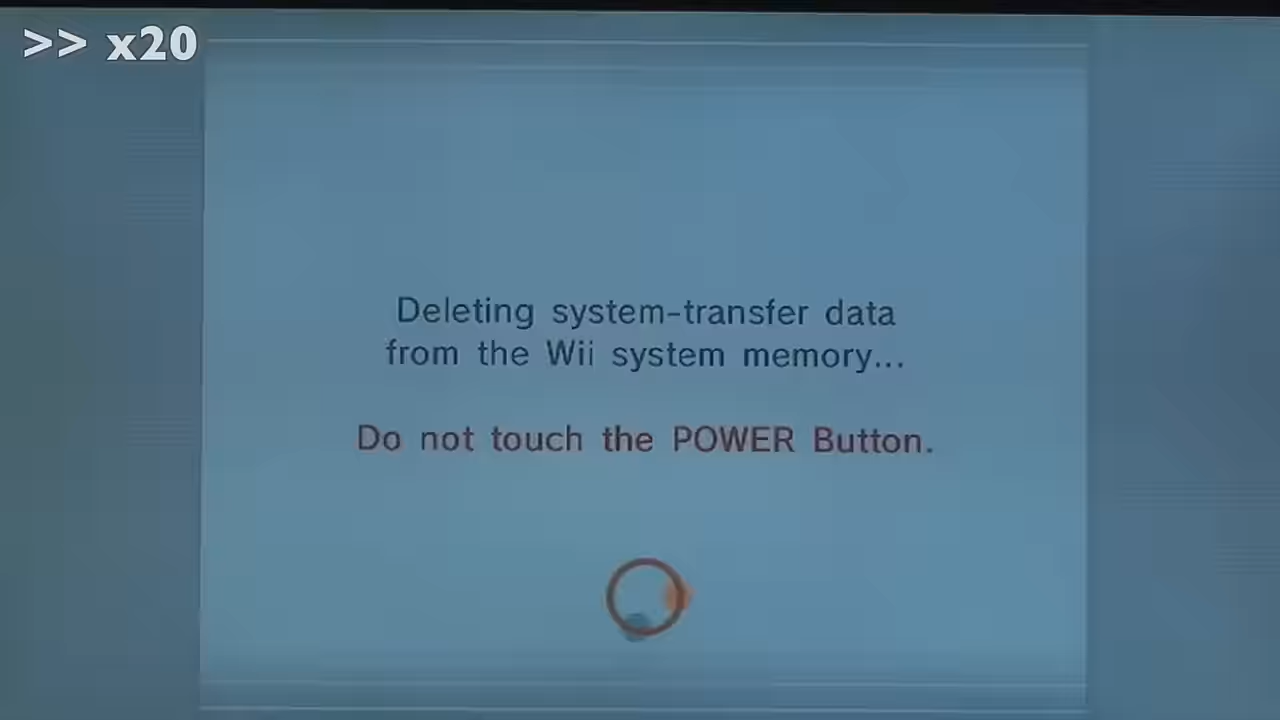 >> x20
Deleting system-transfer data
from the Wii system memory...
Do not touch the POWER Button.